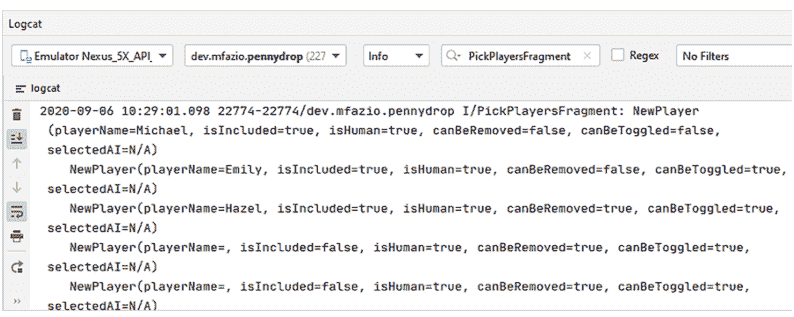 Logcat
Emulator Nexus_5X_API_ dev.mfazio.pennydrop (227 Info PickPlayersFragment Regex No Filters
logcat
2020-09-06 10:29:01.098 22774-22774/dev.mfazio.pennydrop I/PickPlayersFragment: NewPlayer
(playerName=Michael, isIncluded=true, isHuman=true, canBeRemoved=false, canBeToggled=false,
selectedAI=N/A)
NewPlayer(playerName=Emily, isIncluded=true, isHuman=true, canBeRemoved=false, canBeToggled=true,
selectedAI=N/A)
NewPlayer(playerName=Hazel, isIncluded=true, isHuman=true, canBeRemoved=true, canBeToggled=true,
selectedAI=N/A)
NewPlayer(playerName=, isIncluded=false, isHuman=true, canBeRemoved=true, canBeToggled=true,
selectedAI=N/A)
NewPlayer(playerName=, isIncluded=false, isHuman=true, canBeRemoved=true, canBeToggled=true,
selectedAI=N/A)